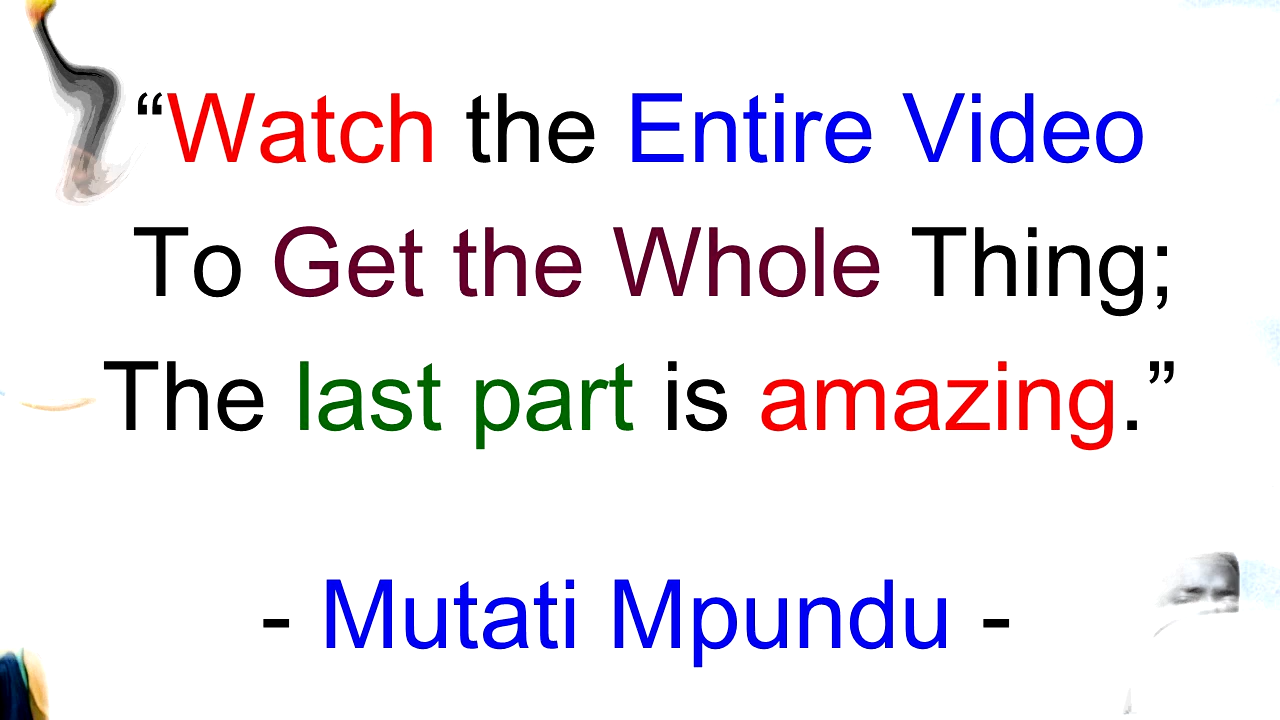 “Watch the Entire Video
To Get the Whole Thing;
The last part is amazing.”
- Mutati Mpundu -